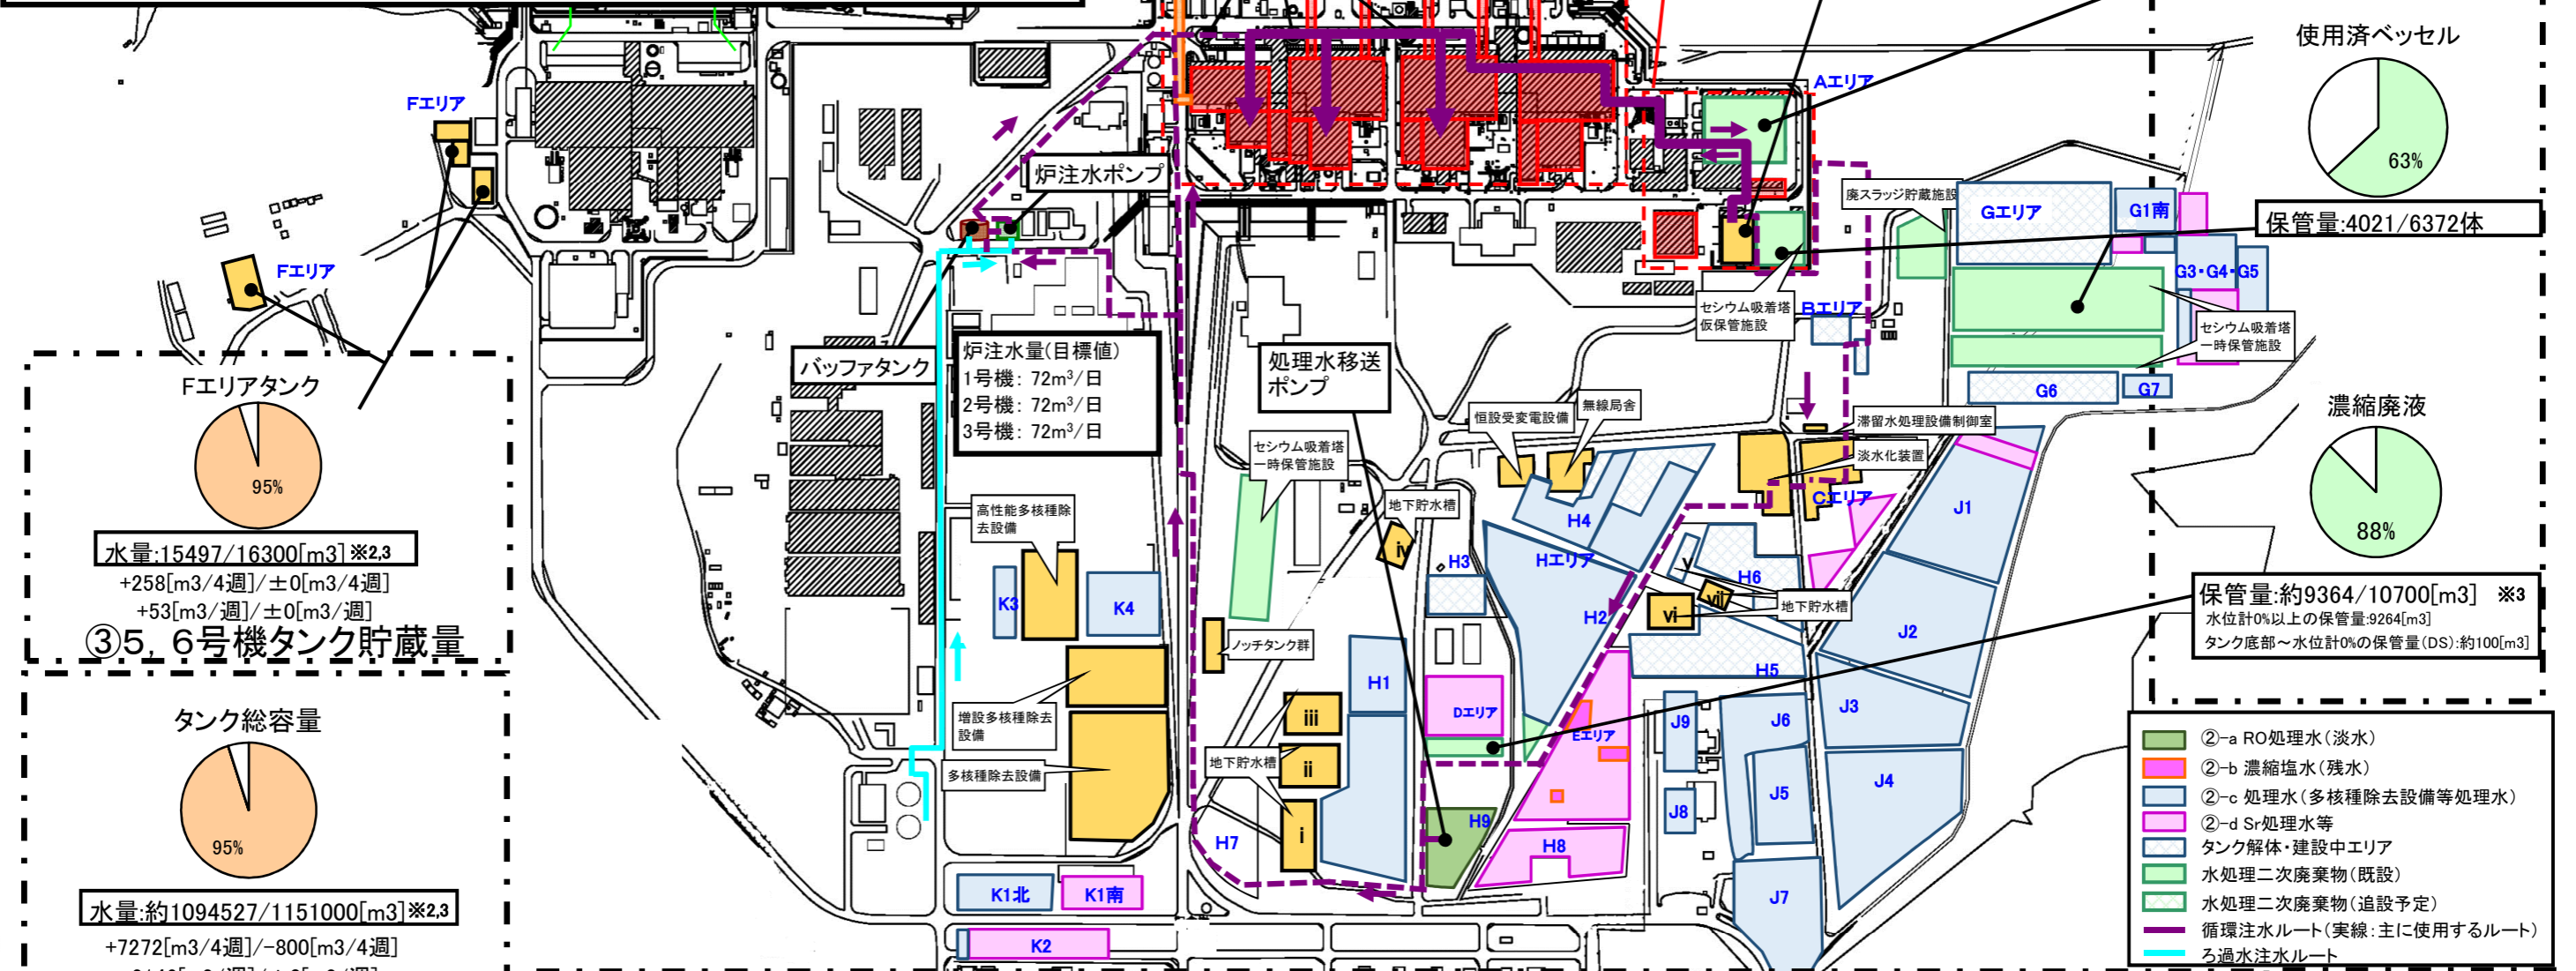 使用済ベッセル
63%
保管量:4021/6372体
Aエリア
Fエリア
Fエリア
炉注水ポンプ
廃スラッジ貯蔵施設
Gエリア
G1南
G3・G4・G5
セシウム吸着塔
仮保管施設
Bエリア
セシウム吸着塔
一時保管施設
G6
G7
バッファタンク
炉注水量(目標値)
1号機: 72m³/日
2号機: 72m³/日
3号機: 72m³/日
処理水移送
ポンプ
恒設受変電設備
無線局舎
滞留水処理設備制御室
淡水化装置
Cエリア
濃縮廃液
88%
保管量:約9364/10700[m3] ※3
水位計0%以上の保管量:9264[m3]
タンク底部～水位計0%の保管量(DS):約100[m3]
Fエリアタンク
95%
水量:15497/16300[m3]※2,3
+258[m3/4週]/±0[m3/4週]
+53[m3/週]/±0[m3/週]
③5, 6号機タンク貯蔵量
セシウム吸着塔
一時保管施設
高性能多核種除
去設備
地下貯水槽
iv
H3
H4
Hエリア
H2
v
H6
vi
vii
地下貯水槽
H5
J1
J2
J3
J4
K3
K4
ノッチタンク群
増設多核種除去
設備
多核種除去設備
地下貯水槽
iii
ii
i
H1
Dエリア
Eエリア
J9
J6
J5
J8
J7
H7
H9
H8
K1北
K1南
K2
タンク総容量
95%
水量:約1094527/1151000[m3]※2,3
+7272[m3/4週]/-800[m3/4週]
②-a RO処理水(淡水)
②-b 濃縮塩水(残水)
②-c 処理水(多核種除去設備等処理水)
②-d Sr処理水等
タンク解体・建設中エリア
水処理二次廃棄物(既設)
水処理二次廃棄物(追設予定)
循環注水ルート(実線:主に使用するルート)
ろ過水注水ルート